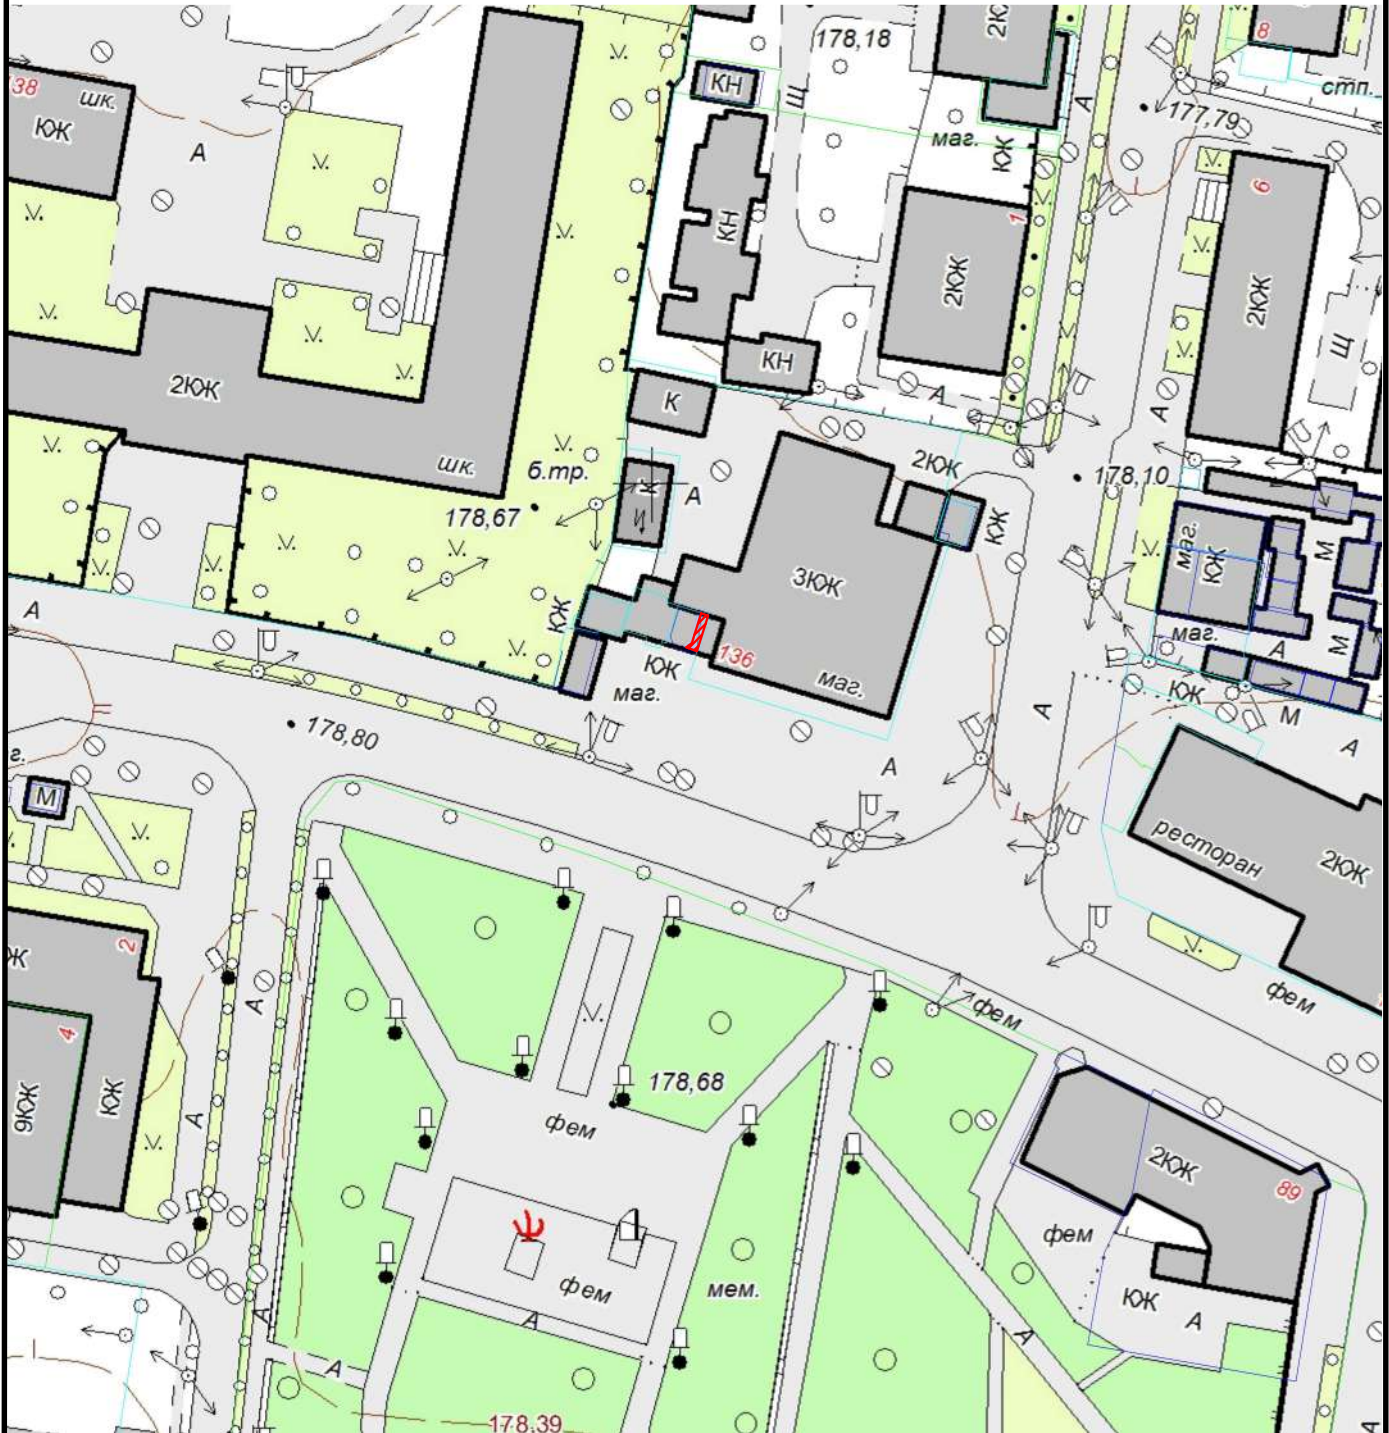 178,18
2КЖ
8
стп.
38
шк.
КЖ
А
КН
Щ
маг.
КЖ
А
177,79
КН
2КЖ
1
6
2КЖ
Щ
КН
2КЖ
К
А
А
шк.
б.тр.
178,67
К
А
2КЖ
178,10
КЖ
маг.
КЖ
М
3КЖ
А
КЖ
136
маг.
КЖ
маг.
маг.
А
М
КЖ
М
А
А
178,80
А
г.
М
ресторан
2КЖ
2
Ж
4
9КЖ
КЖ
А
А
фем
фем
178,68
фем
2КЖ
89
фем
фем
мем.
А
КЖ
А
А
А
А
178,39
А